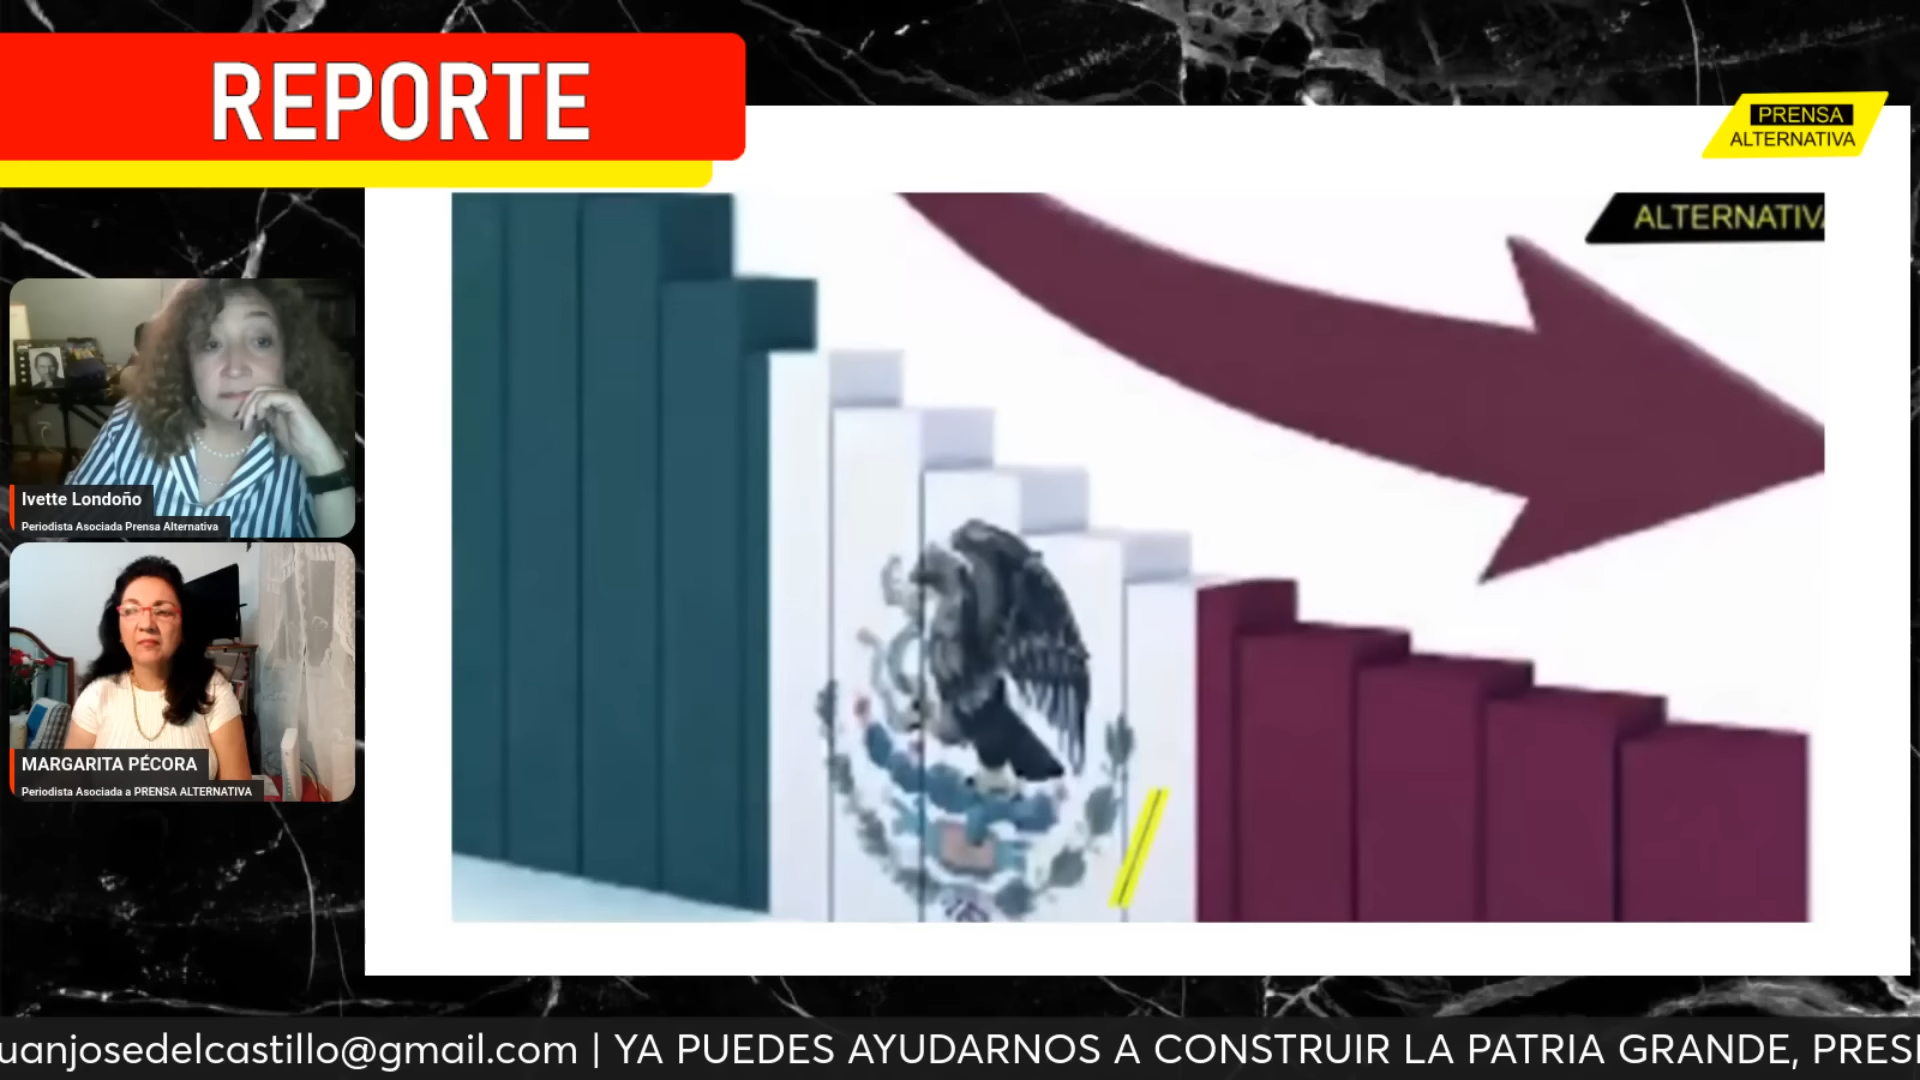 REPORTE
PRENSA
ALTERNATIVA
ALTERNATIV
Ivette Londoño
Periodista Asociada Prensa Alternativa
MARGARITA PÉCORA
Periodista Asociada a PRENSA ALTERNATIVA
uanjosedelcastillo@gmail.com | YA PUEDES AYUDARNOS A CONSTRUIR LA PATRIA GRANDE, PRES